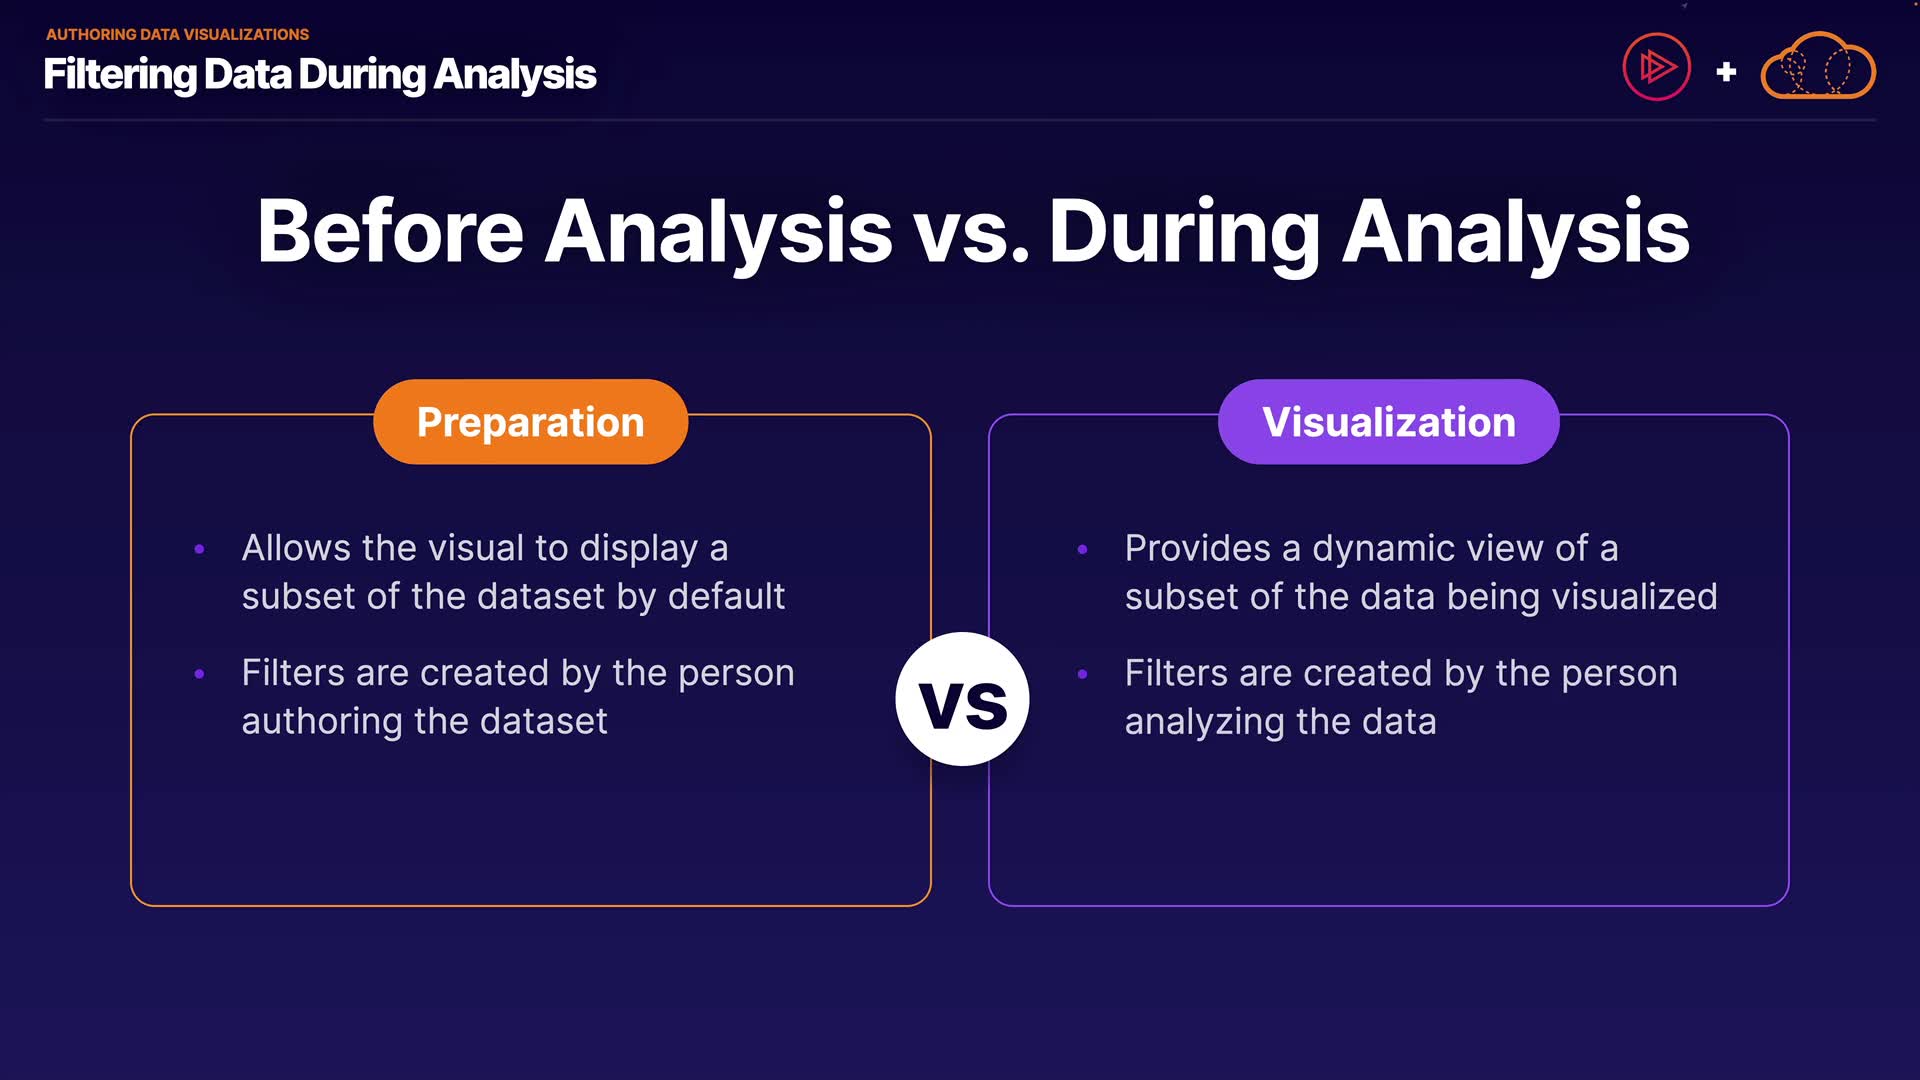 AUTHORING DATA VISUALIZATIONS
Filtering Data During Analysis
+
Before Analysis vs. During Analysis
Preparation
• Allows the visual to display a
subset of the dataset by default
• Filters are created by the person
authoring the dataset
VS
Visualization
• Provides a dynamic view of a
subset of the data being visualized
• Filters are created by the person
analyzing the data